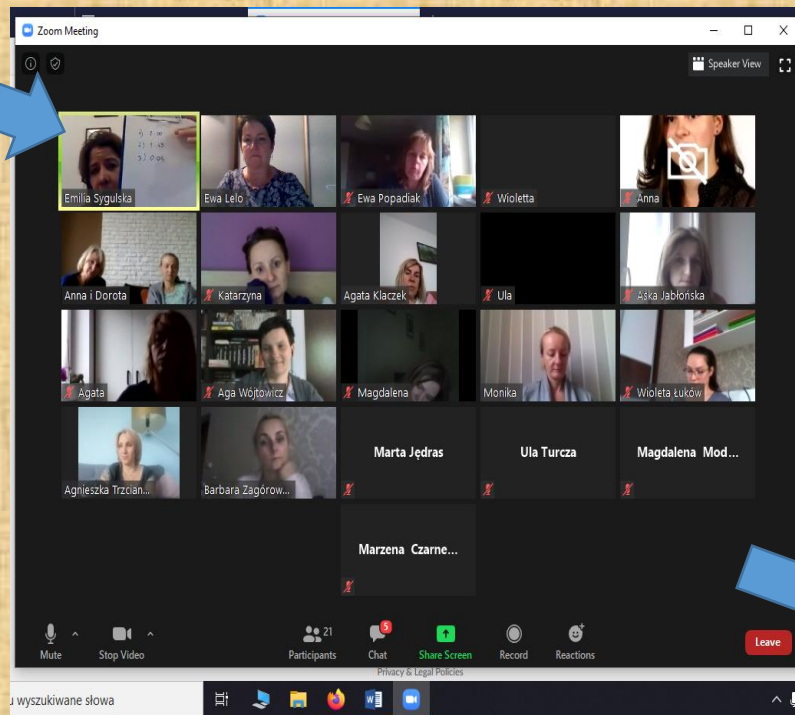 Zoom Meeting
Speaker View
Emilia Sygulska
Ewa Lelo
Ewa Popadiak
Wioletta
Anna
Anna i Dorota
Katarzyna
Agata Klaczek
Ula
Aśka Jabłońska
Agata
Aga Wójtowicz
Magdalena
Monika
Wioleta Łuków
Agnieszka Trzcian...
Barbara Zagórow...
Marta Jędras
Ula Turcza
Magdalena Mod...
Marzena Czarne...
21
5
Mute
Stop Video
Participants
Chat
Share Screen
Record
Reactions
Leave
Privacy & Legal Policies
wyszukiwane słowa